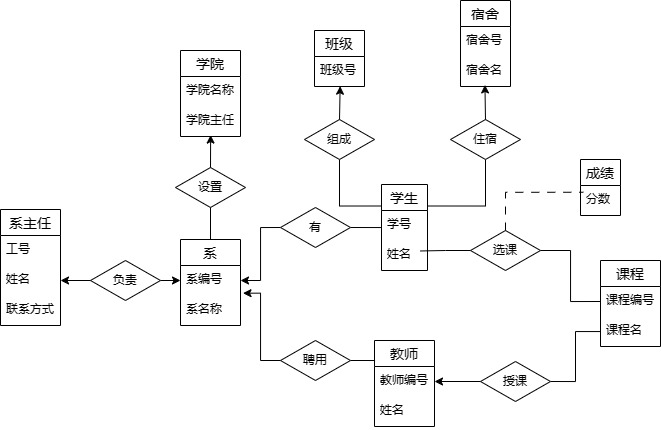 宿舍
宿舍号
宿舍名
班级
班级号
学院
学院名称
学院主任
组成
住宿
成绩
分数
设置
学生
学号
姓名
系主任
工号
姓名
联系方式
有
系
系编号
系名称
选课
负责
课程
课程编号
课程名
教师
教师编号
姓名
聘用
授课